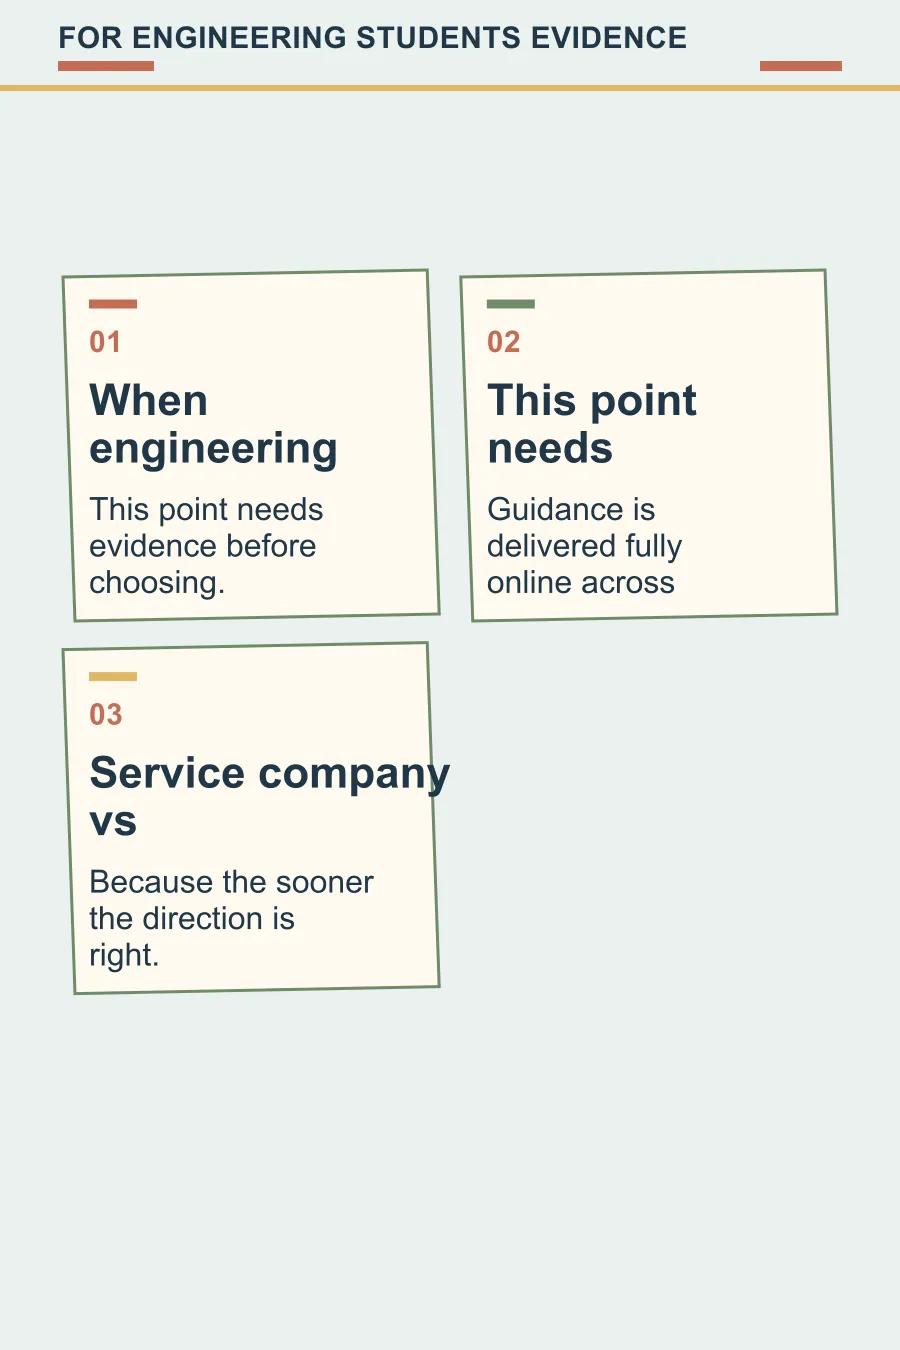 FOR ENGINEERING STUDENTS EVIDENCE
01
When
engineering
This point needs
evidence before
choosing.
02
This point
needs
Guidance is
delivered fully
online across
03
Service company
vs
Because the sooner
the direction is
right.